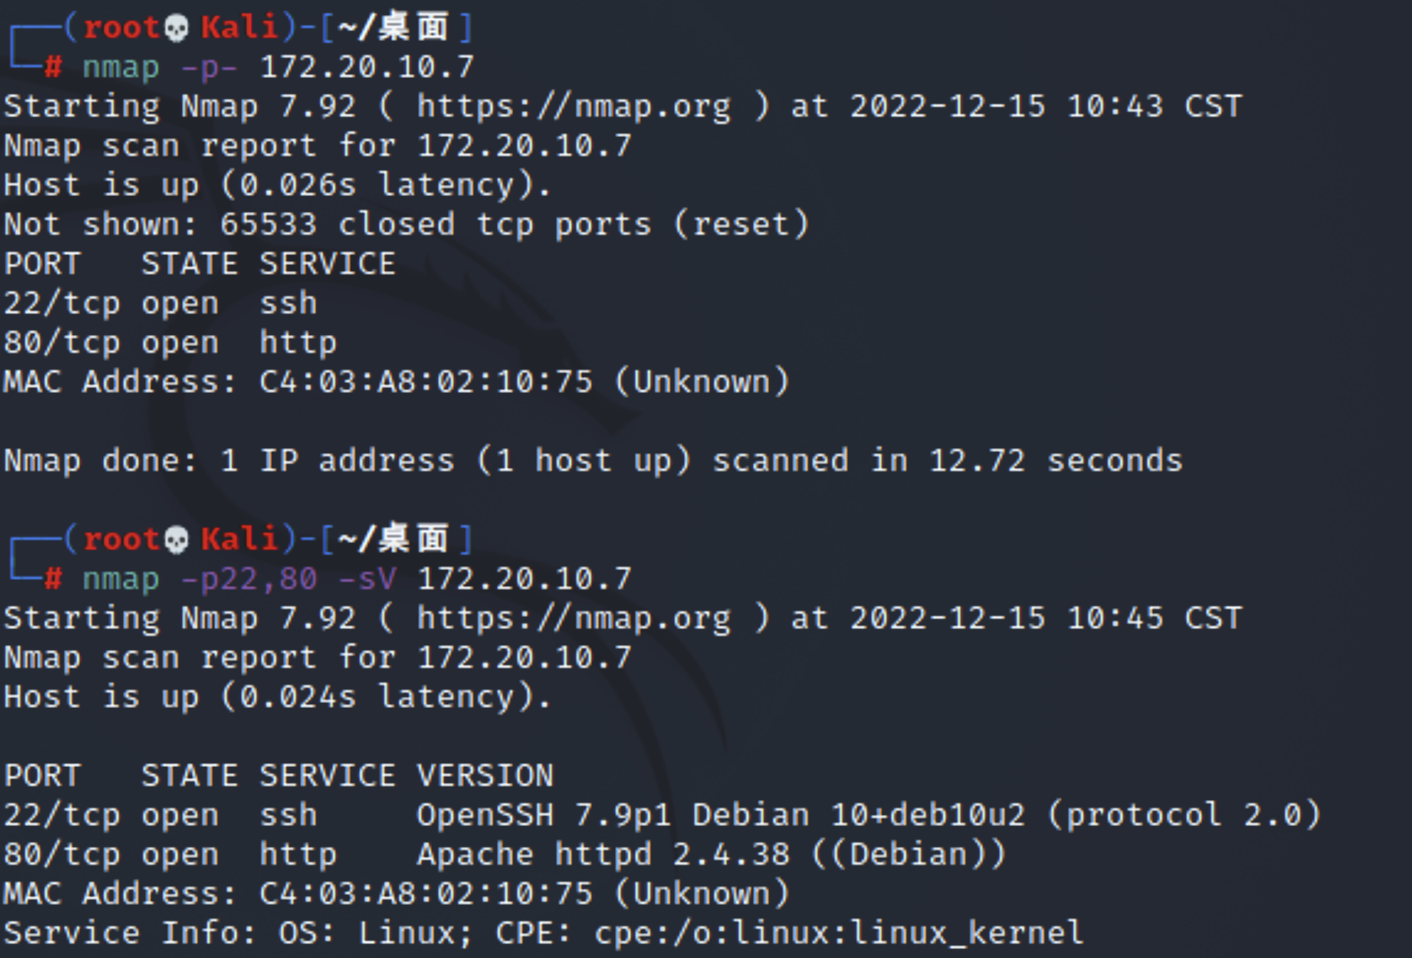 ┌──(root💀Kali)-[~/桌面]
└─# nmap -p- 172.20.10.7
Starting Nmap 7.92 ( https://nmap.org ) at 2022-12-15 10:43 CST
Nmap scan report for 172.20.10.7
Host is up (0.026s latency).
Not shown: 65533 closed tcp ports (reset)
PORT   STATE SERVICE
22/tcp open  ssh
80/tcp open  http
MAC Address: C4:03:A8:02:10:75 (Unknown)
Nmap done: 1 IP address (1 host up) scanned in 12.72 seconds
┌──(root💀Kali)-[~/桌面]
└─# nmap -p22,80 -sV 172.20.10.7
Starting Nmap 7.92 ( https://nmap.org ) at 2022-12-15 10:45 CST
Nmap scan report for 172.20.10.7
Host is up (0.024s latency).
PORT   STATE SERVICE VERSION
22/tcp open  ssh     OpenSSH 7.9p1 Debian 10+deb10u2 (protocol 2.0)
80/tcp open  http    Apache httpd 2.4.38 ((Debian))
MAC Address: C4:03:A8:02:10:75 (Unknown)
Service Info: OS: Linux; CPE: cpe:/o:linux:linux_kernel